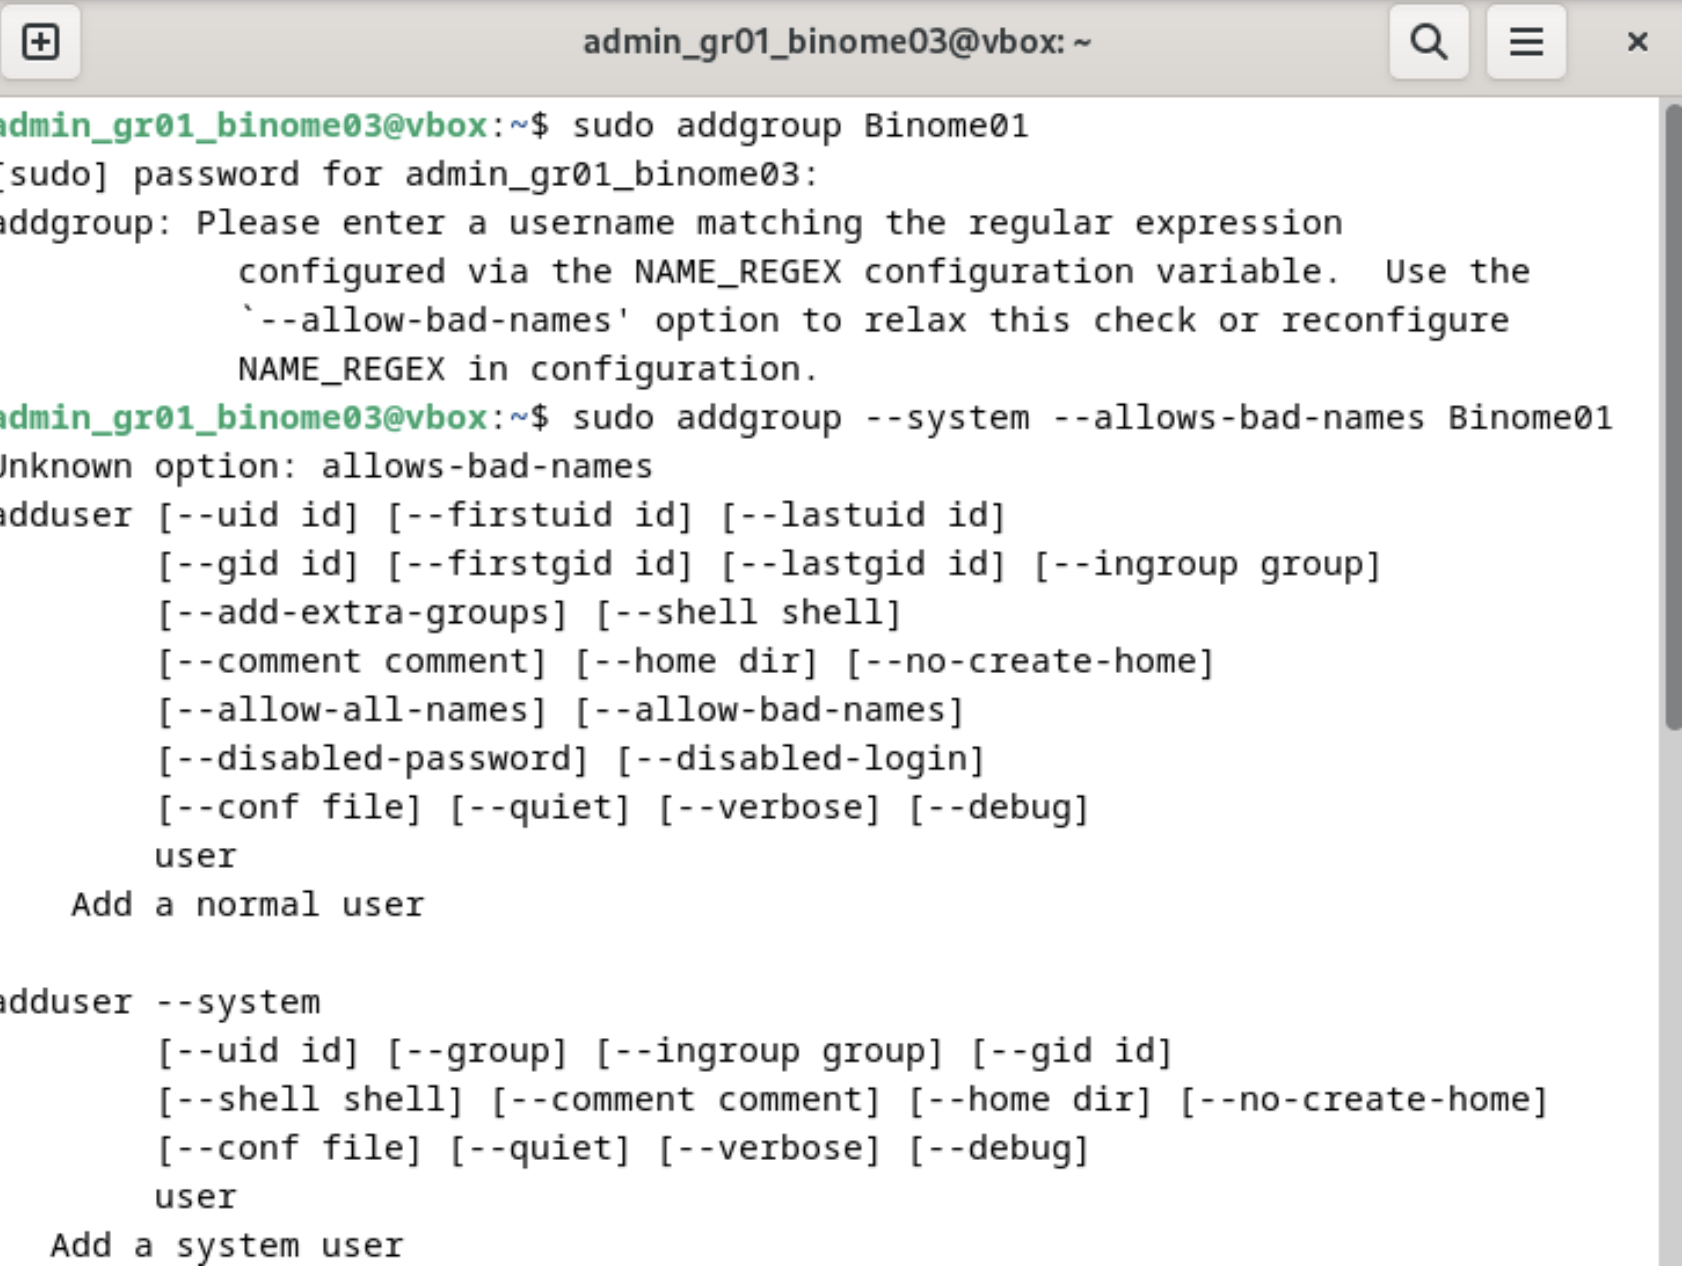 admin_gr01_binome03@vbox: ~
admin_gr01_binome03@vbox:~$ sudo addgroup Binome01
[sudo] password for admin_gr01_binome03:
addgroup: Please enter a username matching the regular expression
configured via the NAME_REGEX configuration variable.  Use the
`--allow-bad-names' option to relax this check or reconfigure
NAME_REGEX in configuration.
admin_gr01_binome03@vbox:~$ sudo addgroup --system --allows-bad-names Binome01
Unknown option: allows-bad-names
adduser [--uid id] [--firstuid id] [--lastuid id]
[--gid id] [--firstgid id] [--lastgid id] [--ingroup group]
[--add-extra-groups] [--shell shell]
[--comment comment] [--home dir] [--no-create-home]
[--allow-all-names] [--allow-bad-names]
[--disabled-password] [--disabled-login]
[--conf file] [--quiet] [--verbose] [--debug]
user
Add a normal user
adduser --system
[--uid id] [--group] [--ingroup group] [--gid id]
[--shell shell] [--comment comment] [--home dir] [--no-create-home]
[--conf file] [--quiet] [--verbose] [--debug]
user
Add a system user